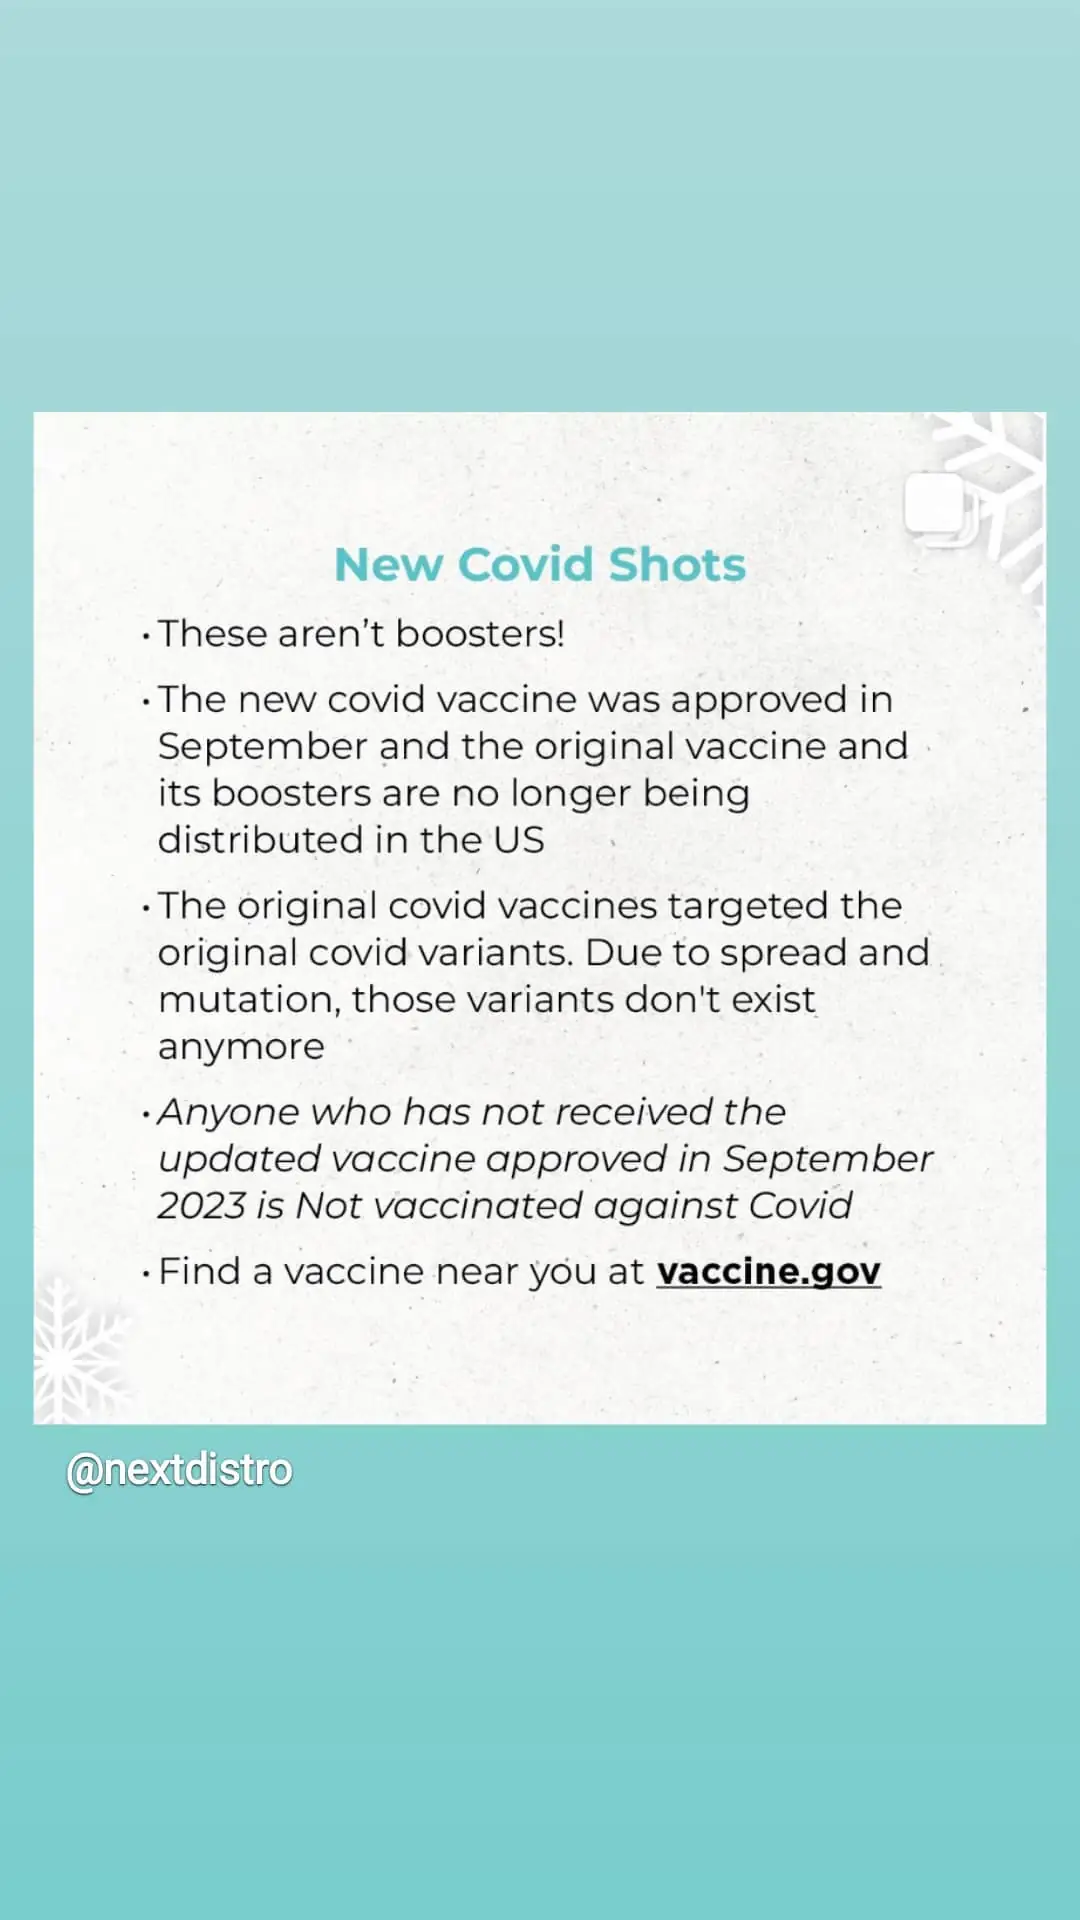 New Covid Shots
• These aren’t boosters!
• The new covid vaccine was approved in
September and the original vaccine and
its boosters are no longer being
distributed in the US
• The original covid vaccines targeted the
original covid variants. Due to spread and
mutation, those variants don't exist
anymore
• Anyone who has not received the
updated vaccine approved in September
2023 is Not vaccinated against Covid
• Find a vaccine near you at vaccine.gov
@nextdistro